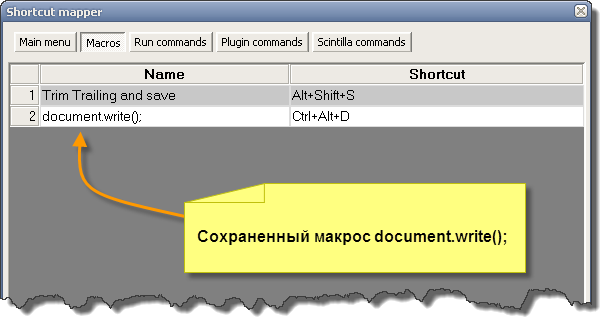 Shortcut mapper
Main menu Macros Run commands Plugin commands Scintilla commands
Name Shortcut
1 Trim Trailing and save Alt+Shift+S
2 document.write(); Ctrl+Alt+D
Сохраненный макрос document.write();